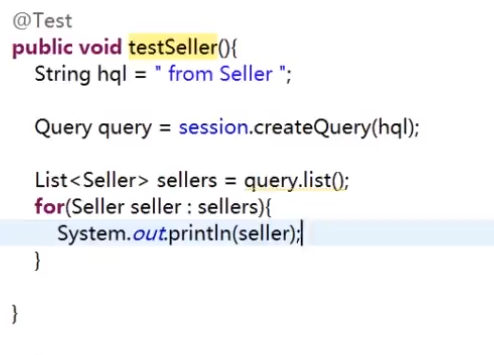 @Test
public void testSeller(){
String hql = " from Seller ";
Query query = session.createQuery(hql);
List<Seller> sellers = query.list();
for(Seller seller : sellers){
System.out.println(seller);
}
}